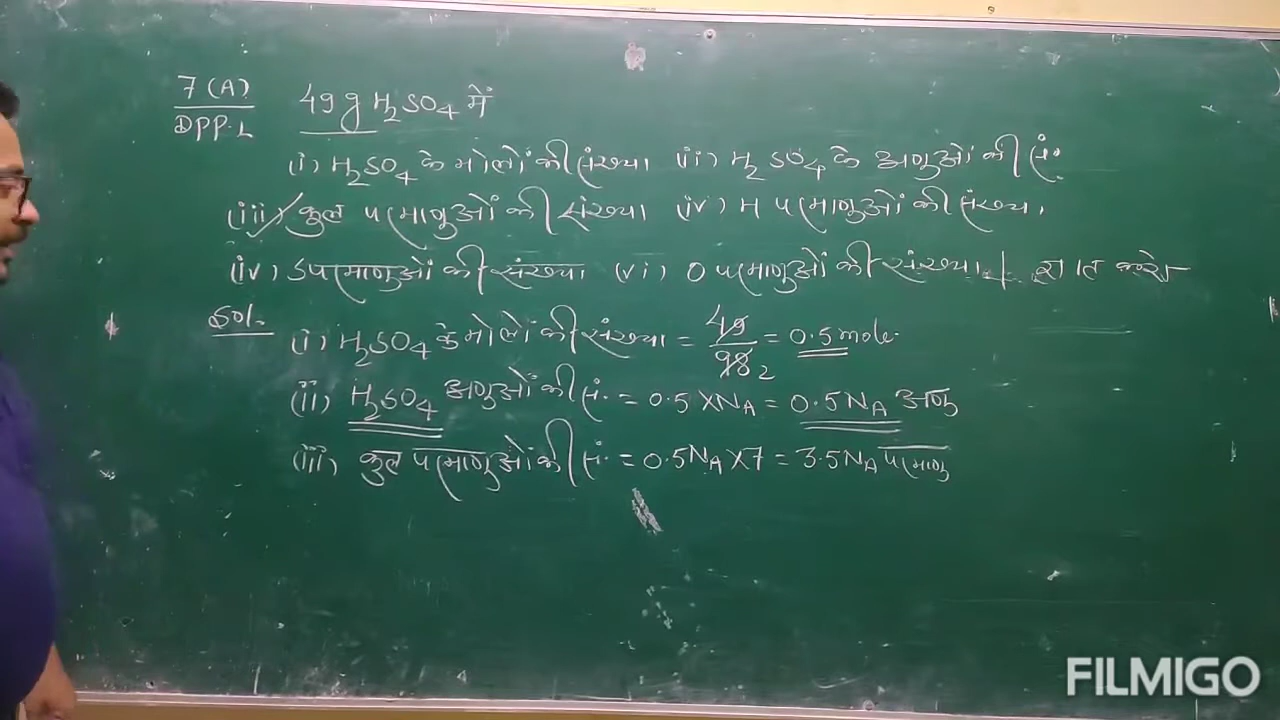 7(A)
DPP.L
49 g H₂SO₄ में
(i) H₂SO₄ के मोलों की संख्या (ii) H₂SO₄ के अणुओं की सं०
(iii) कुल परमाणुओं की संख्या (iv) H परमाणुओं की संख्या.
(iv) S परमाणुओं की संख्या (vi) O परमाणुओं की संख्या ज्ञात करो
Sol.
(i) H₂SO₄ के मोलों की संख्या = 49/98 2 = 0.5 mole.
(ii) H₂SO₄ अणुओं की सं. = 0.5 X N_A = 0.5 N_A अणु
(iii) कुल परमाणुओं की सं. = 0.5 N_A X 7 = 3.5 N_A परमाणु
FILMIGO